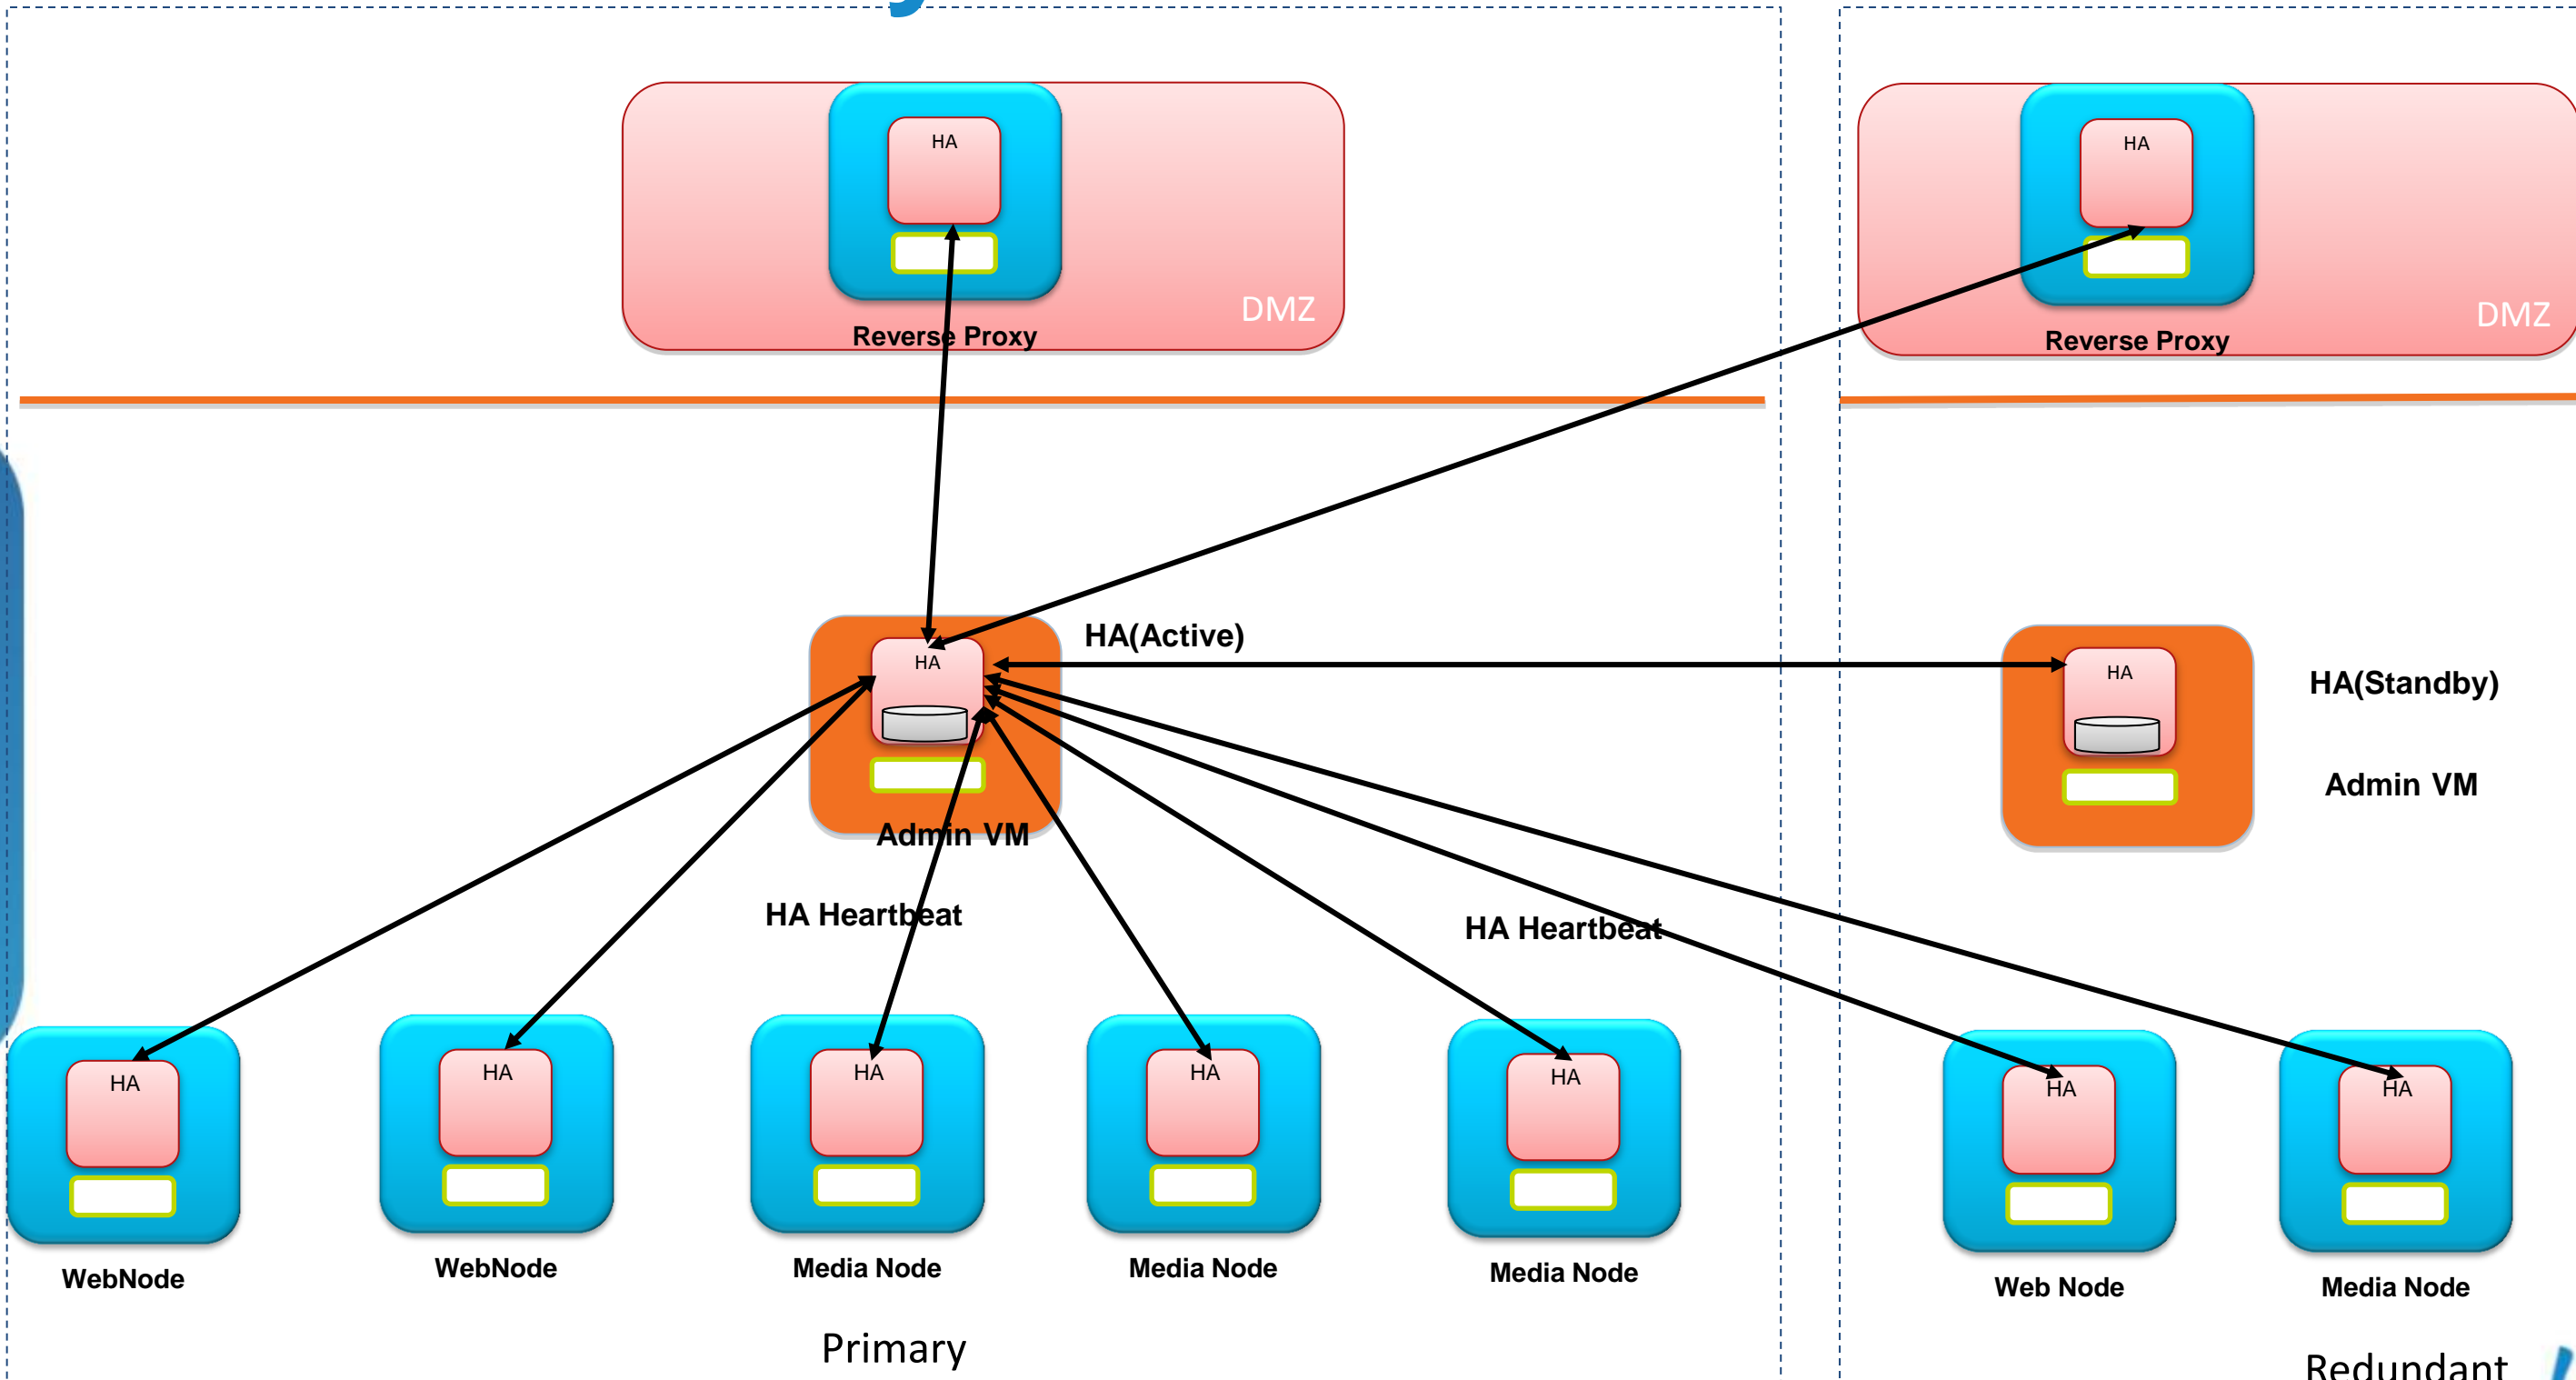 HA
HA
DMZ
DMZ
Reverse Proxy
Reverse Proxy
HA(Active)
HA
HA
HA(Standby)
Admin VM
Admin VM
HA Heartbeat
HA Heartbeat
HA
HA
HA
HA
HA
HA
HA
WebNode
WebNode
Media Node
Media Node
Media Node
Web Node
Media Node
Primary
Redundant